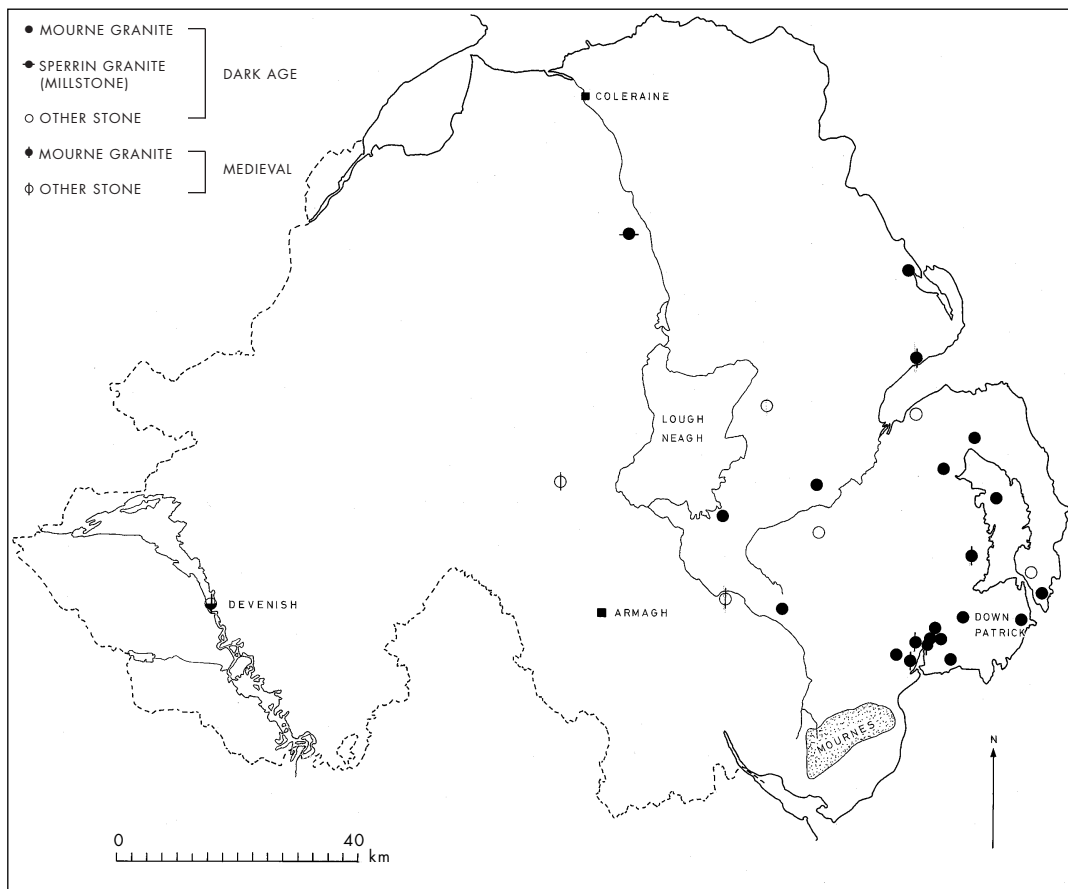 MOURNE GRANITE
SPERRIN GRANITE
(MILLSTONE)
DARK AGE
OTHER STONE
MOURNE GRANITE
MEDIEVAL
OTHER STONE
COLERAINE
LOUGH
NEAGH
DEVENISH
ARMAGH
DOWN
PATRICK
MOURNES
N
0 40
km